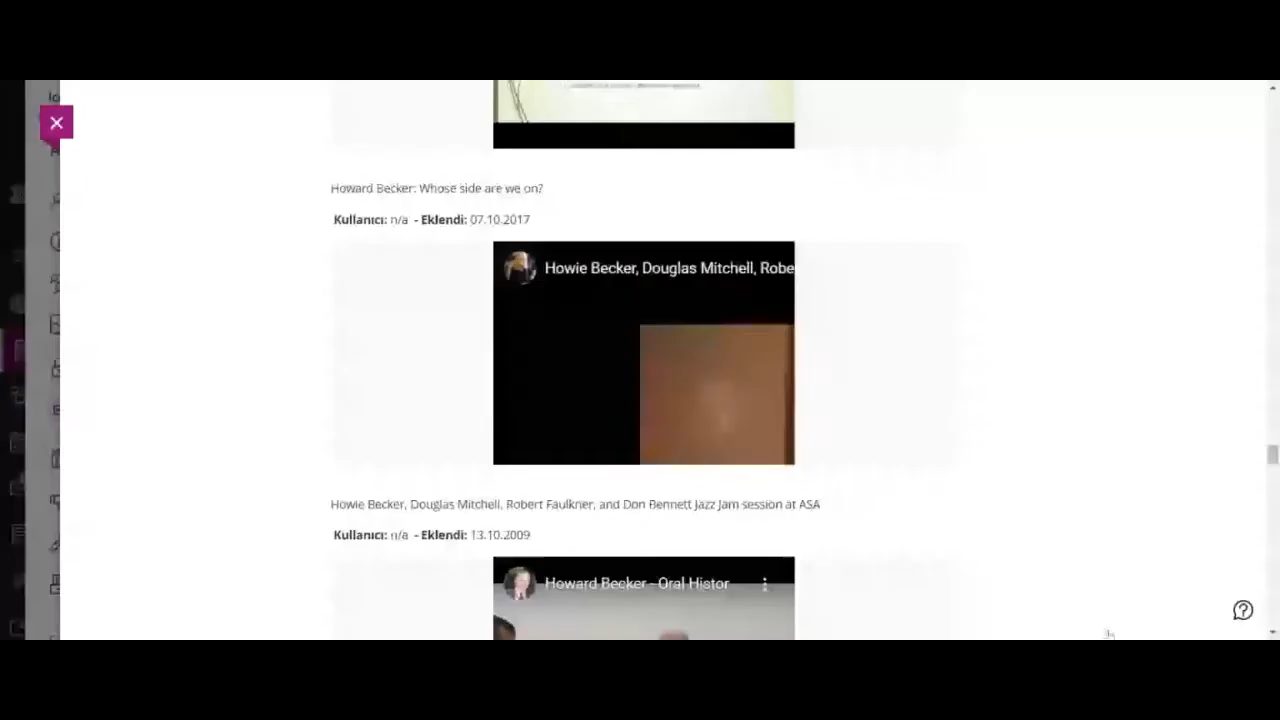 Howard Becker: Whose side are we on?
Kullanıcı: n/a - Eklendi: 07.10.2017
Howie Becker, Douglas Mitchell, Robe
Howie Becker, Douglas Mitchell, Robert Faulkner, and Don Bennett Jazz Jam session at ASA
Kullanıcı: n/a - Eklendi: 13.10.2009
Howard Becker - Oral Histor